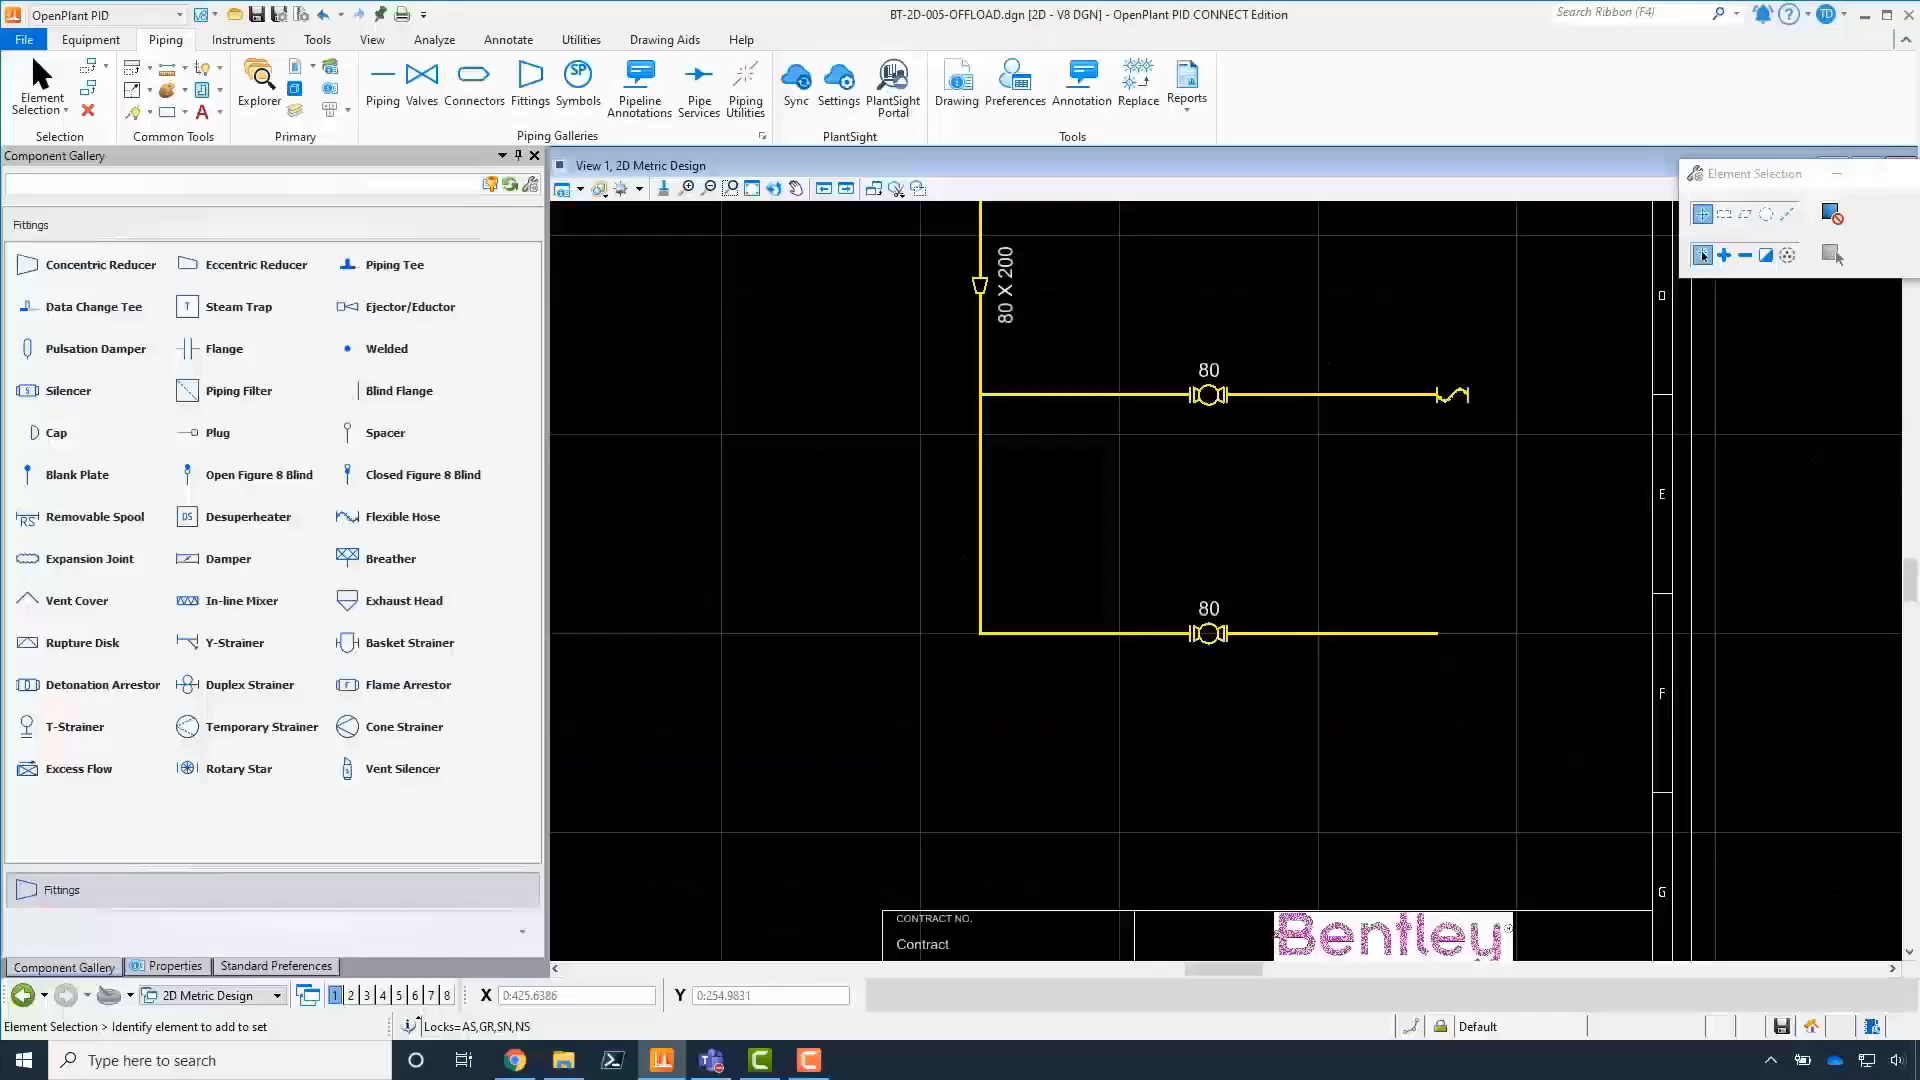 OpenPlant PID
BT-2D-005-OFFLOAD.dgn [2D - V8 DGN] - OpenPlant PID CONNECT Edition
Search Ribbon (F4)
TD
File Equipment Piping Instruments Tools View Analyze Annotate Utilities Drawing Aids Help
Element Selection
Explorer
SP
Piping Valves Connectors Fittings Symbols Pipeline Annotations Pipe Services Piping Utilities
Sync Settings PlantSight Portal
Drawing Preferences Annotation Replace Reports
Selection Common Tools Primary Piping Galleries PlantSight Tools
Component Gallery
View 1, 2D Metric Design
Element Selection
Fittings
Concentric Reducer Eccentric Reducer Piping Tee
Data Change Tee T Steam Trap Ejector/Eductor
Pulsation Damper Flange Welded
S Silencer Piping Filter Blind Flange
Cap Plug Spacer
Blank Plate Open Figure 8 Blind Closed Figure 8 Blind
RS Removable Spool DS Desuperheater Flexible Hose
Expansion Joint Damper Breather
Vent Cover In-line Mixer Exhaust Head
Rupture Disk Y-Strainer Basket Strainer
D Detonation Arrestor Duplex Strainer F Flame Arrestor
T-Strainer Temporary Strainer Cone Strainer
Excess Flow Rotary Star Vent Silencer
Fittings
80 X 200
80
80
D
E
F
G
CONTRACT NO.
Contract
Bentley
Component Gallery Properties Standard Preferences
2D Metric Design 1 2 3 4 5 6 7 8 X 0:425.6386 Y 0:254.9831
Element Selection > Identify element to add to set Locks=AS,GR,SN,NS Default
Type here to search